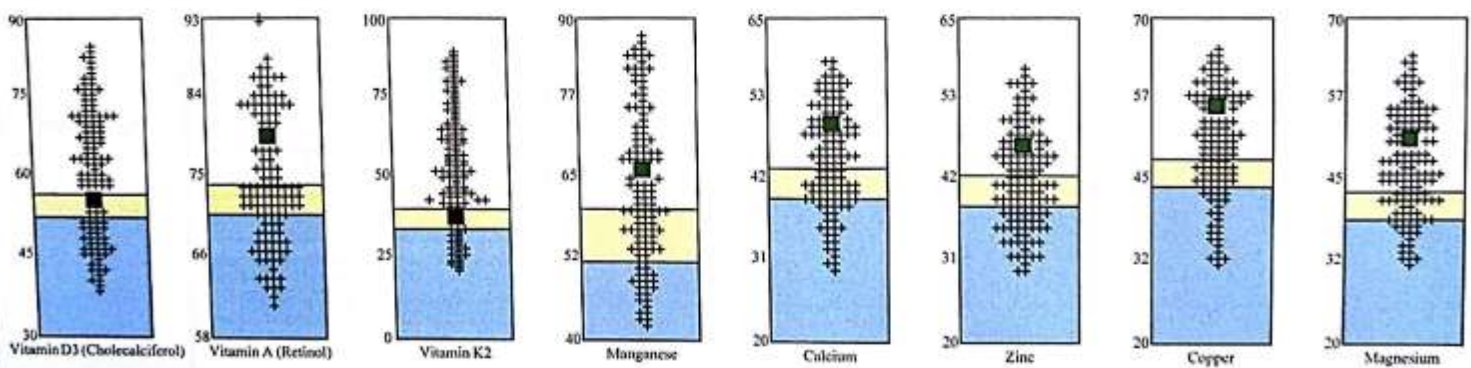 90 75 60 45 30
Vitamin D3 (Cholecalciferol)
93 84 75 66 58
Vitamin A (Retinol)
100 75 50 25 0
Vitamin K2
90 77 65 52 40
Manganese
65 53 42 31 20
Calcium
65 53 42 31 20
Zinc
70 57 45 32 20
Copper
70 57 45 32 20
Magnesium